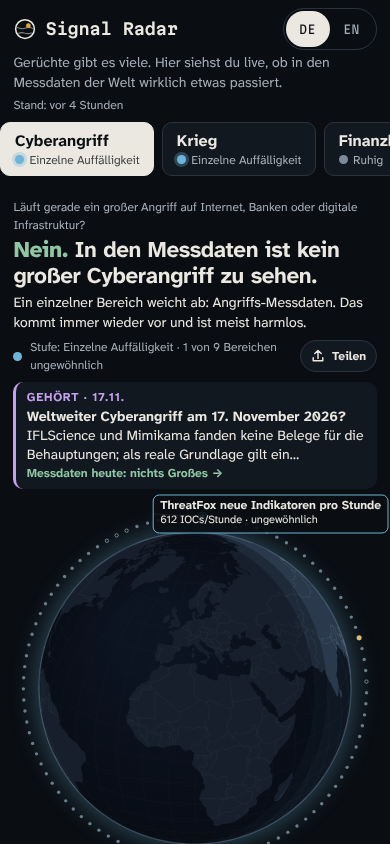 Signal Radar
DE EN
Gerüchte gibt es viele. Hier siehst du live, ob in den
Messdaten der Welt wirklich etwas passiert.
Stand: vor 4 Stunden
Cyberangriff
Einzelne Auffälligkeit
Krieg
Einzelne Auffälligkeit
Finanzl
Ruhig
Läuft gerade ein großer Angriff auf Internet, Banken oder digitale
Infrastruktur?
Nein. In den Messdaten ist kein
großer Cyberangriff zu sehen.
Ein einzelner Bereich weicht ab: Angriffs-Messdaten. Das
kommt immer wieder vor und ist meist harmlos.
Stufe: Einzelne Auffälligkeit · 1 von 9 Bereichen
ungewöhnlich
Teilen
GEHÖRT · 17.11.
Weltweiter Cyberangriff am 17. November 2026?
IFLScience und Mimikama fanden keine Belege für die
Behauptungen; als reale Grundlage gilt ein...
Messdaten heute: nichts Großes →
ThreatFox neue Indikatoren pro Stunde
612 IOCs/Stunde · ungewöhnlich